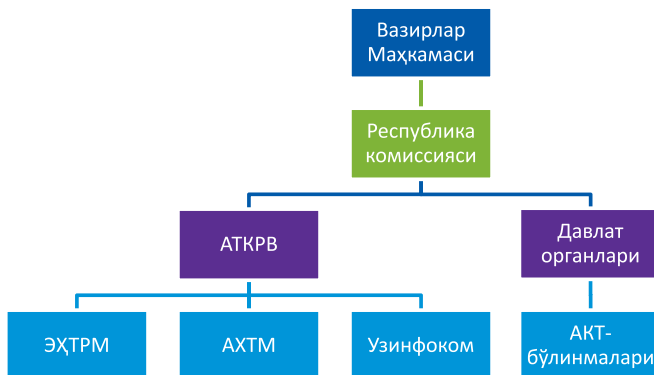 Вазирлар
Маҳкамаси
Республика
комиссияси
АТКРВ
Давлат
органлари
ЭҲТРМ
АХТМ
Узинфоком
АКТ-
бўлинмалари